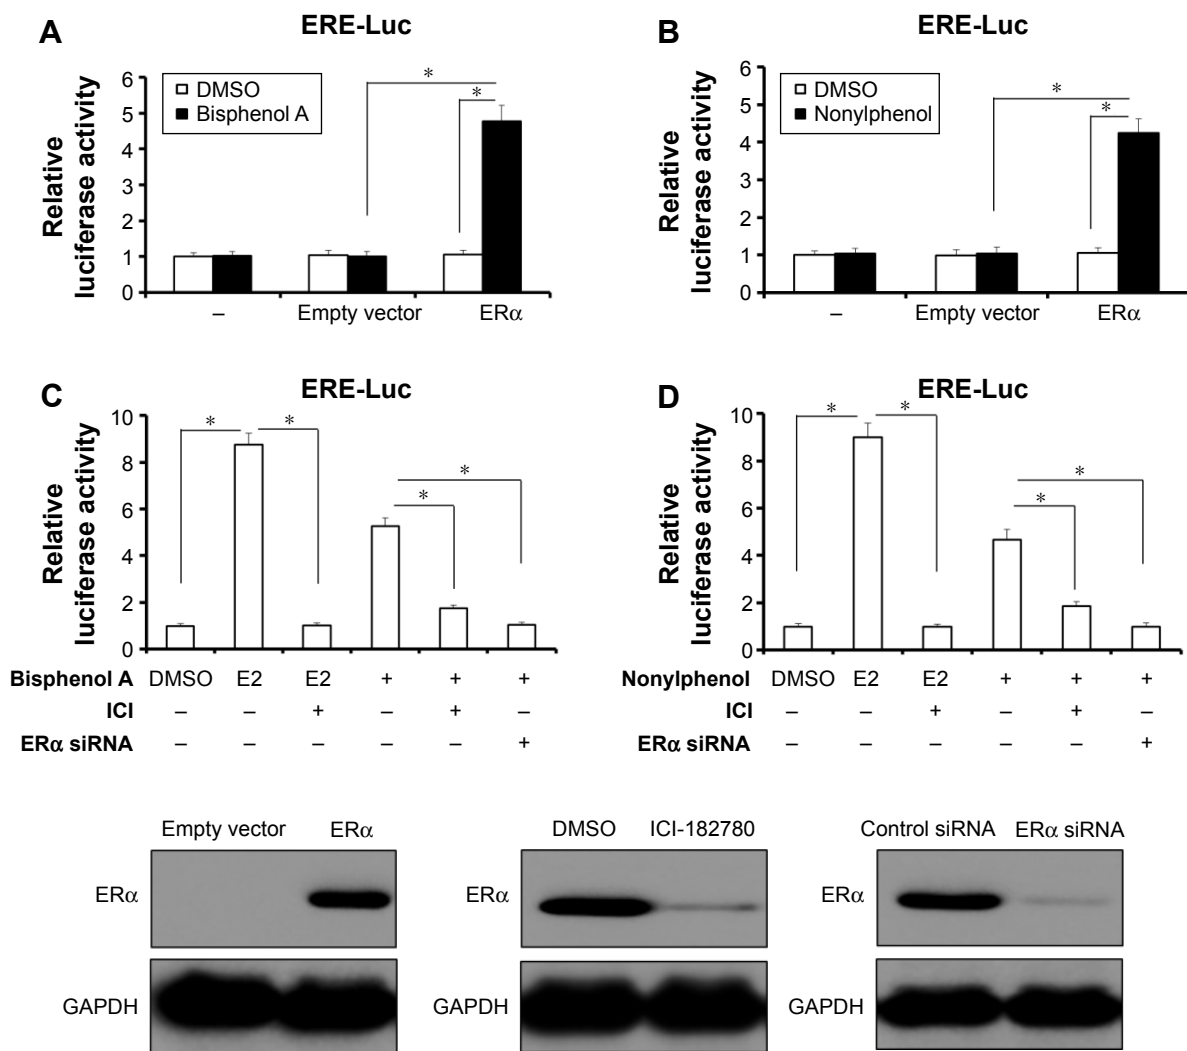 A
ERE-Luc
Relative
luciferase activity
6
5
4
3
2
1
0
DMSO
Bisphenol A
*
*
–
Empty vector
ERα
B
ERE-Luc
Relative
luciferase activity
6
5
4
3
2
1
0
DMSO
Nonylphenol
*
*
–
Empty vector
ERα
C
ERE-Luc
Relative
luciferase activity
10
8
6
4
2
0
*
*
*
*
Bisphenol A DMSO E2 E2 + + +
ICI – – + – + –
ERα siRNA – – – – – +
D
ERE-Luc
Relative
luciferase activity
10
8
6
4
2
0
*
*
*
*
Nonylphenol DMSO E2 E2 + + +
ICI – – + – + –
ERα siRNA – – – – – +
Empty vector ERα
ERα
GAPDH
DMSO ICI-182780
ERα
GAPDH
Control siRNA ERα siRNA
ERα
GAPDH